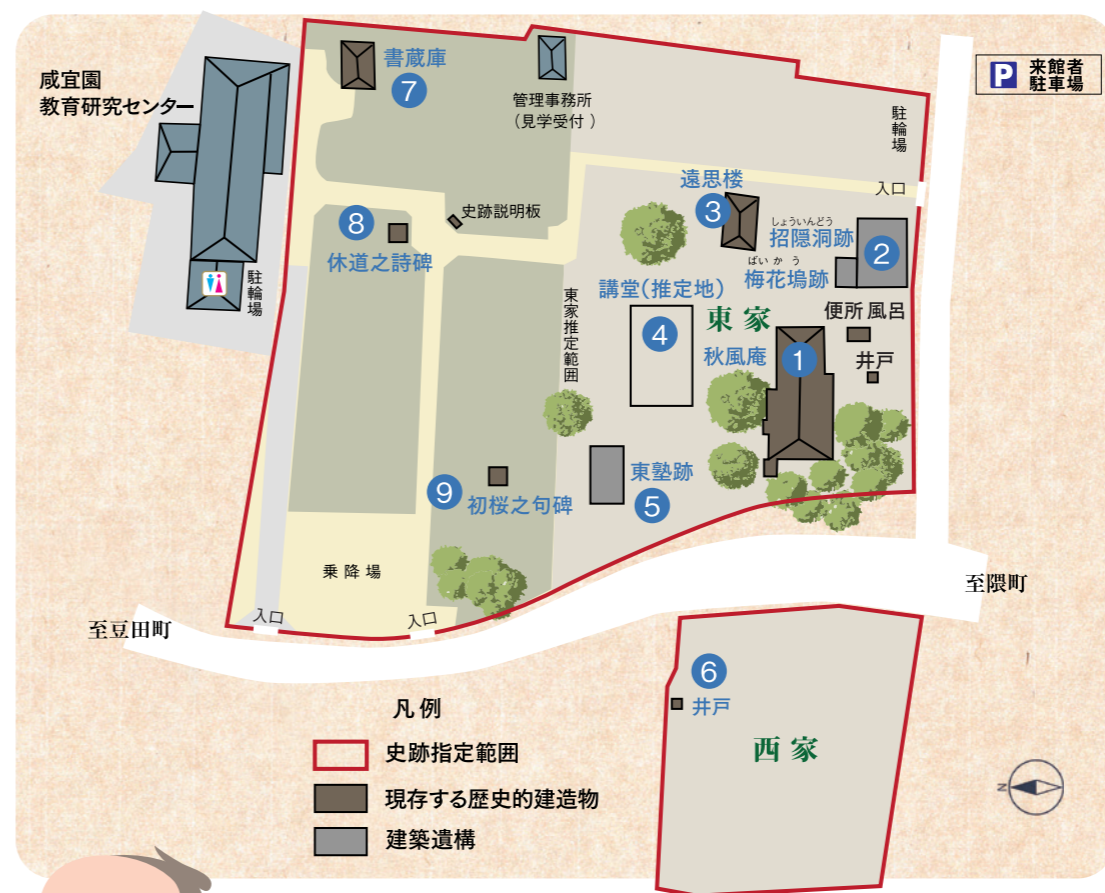 咸宜園
教育研究センター
書蔵庫
7
管理事務所
（見学受付 ）
P 来館者
駐車場
駐輪場
入口
遠思楼
3
しょういんどう
招隠洞跡
2
ばい か う
梅花塢跡
史跡説明板
8
休道之詩碑
駐輪場
東家推定範囲
講堂（推定地）
4
東 家
便所 風呂
秋風庵
1
井戸
9
初桜之句碑
東塾跡
5
乗 降 場
入口
入口
至豆田町
至隈町
6
井戸
西 家
凡 例
史跡指定範囲
現存する歴史的建造物
建築遺構
N